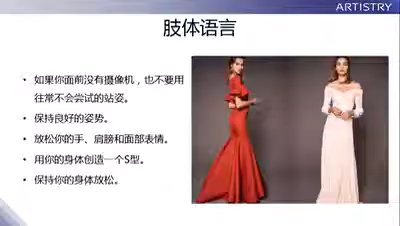 ARTISTRY
肢体语言
• 如果你面前没有摄像机，也不要用
往常不会尝试的站姿。
• 保持良好的姿势。
• 放松你的手、肩膀和面部表情。
• 用你的身体创造一个S型。
• 保持你的身体放松。